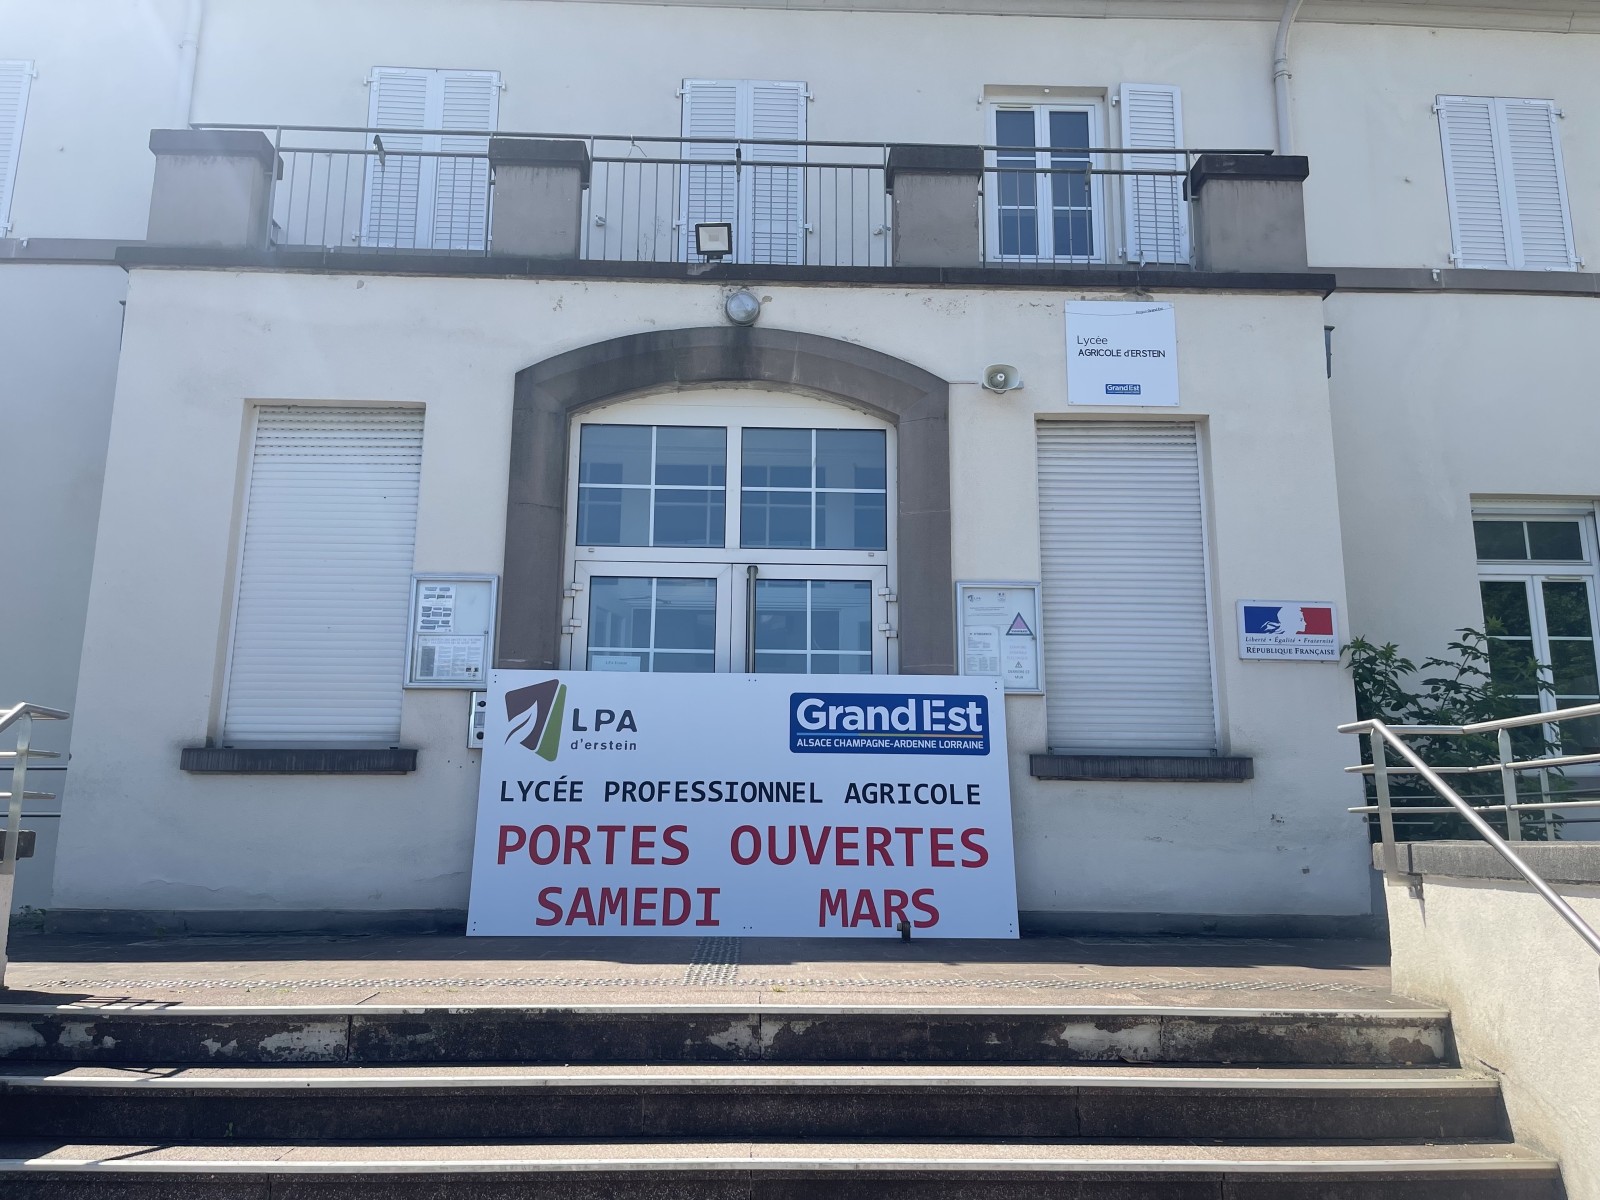 Lycée
AGRICOLE d'ERSTEIN
Grand Est
Liberté • Égalité • Fraternité
RÉPUBLIQUE FRANÇAISE
LPA
d'erstein
Grand Est
ALSACE CHAMPAGNE-ARDENNE LORRAINE
LYCÉE PROFESSIONNEL AGRICOLE
PORTES OUVERTES
SAMEDI MARS